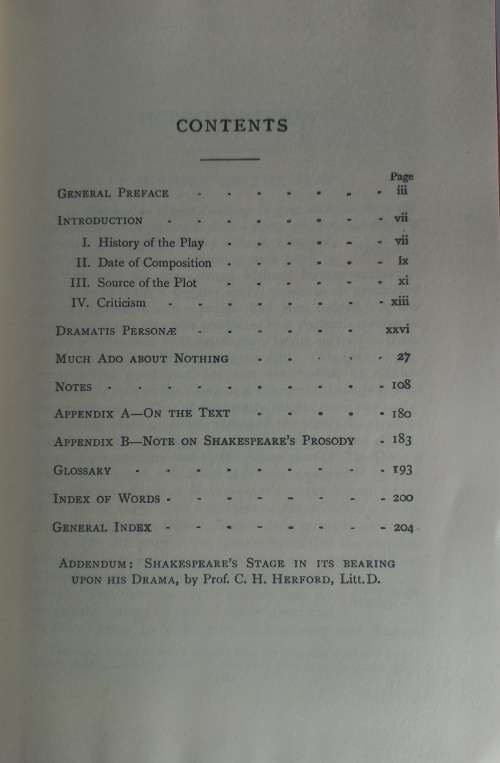 CONTENTS
Page
GENERAL PREFACE - - - - - - - iii
INTRODUCTION - - - - - - - - vii
I. History of the Play - - - - - - vii
II. Date of Composition - - - - - - ix
III. Source of the Plot - - - - - - xi
IV. Criticism - - - - - - - - xiii
DRAMATIS PERSONÆ - - - - - - xxvi
MUCH ADO ABOUT NOTHING - - - - - 27
NOTES - - - - - - - - - - 108
APPENDIX A—ON THE TEXT - - - - - 180
APPENDIX B—NOTE ON SHAKESPEARE'S PROSODY - 183
GLOSSARY - - - - - - - - - 193
INDEX OF WORDS - - - - - - - - 200
GENERAL INDEX - - - - - - - - 204
ADDENDUM: SHAKESPEARE'S STAGE IN ITS BEARING
UPON HIS DRAMA, by Prof. C. H. HERFORD, Litt.D.